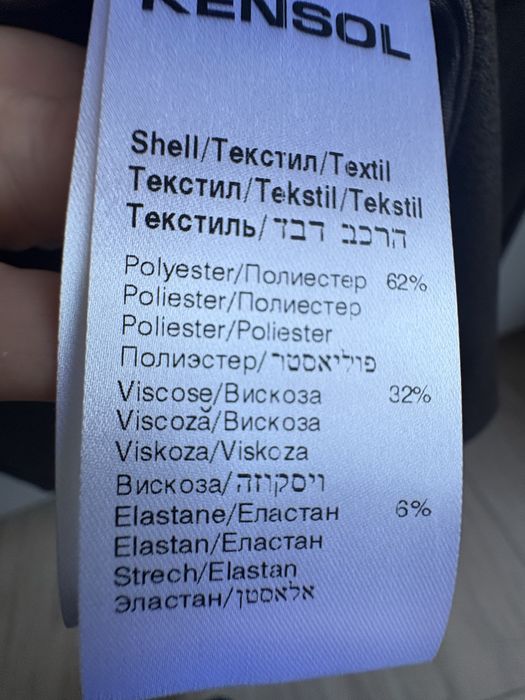 KENSOL
Shell/Текстил/Textil
Текстил/Tekstil/Tekstil
Текстиль/הרכב דבד
Polyester/Полиестер 62%
Poliester/Полиестер
Poliester/Poliester
Полиэстер/פוליאסטר
Viscose/Вискоза 32%
Viscoză/Вискоза
Viskoza/Viskoza
Вискоза/ויסקוזה
Elastane/Еластан 6%
Elastan/Еластан
Strech/Elastan
Эластан/אלאסטן